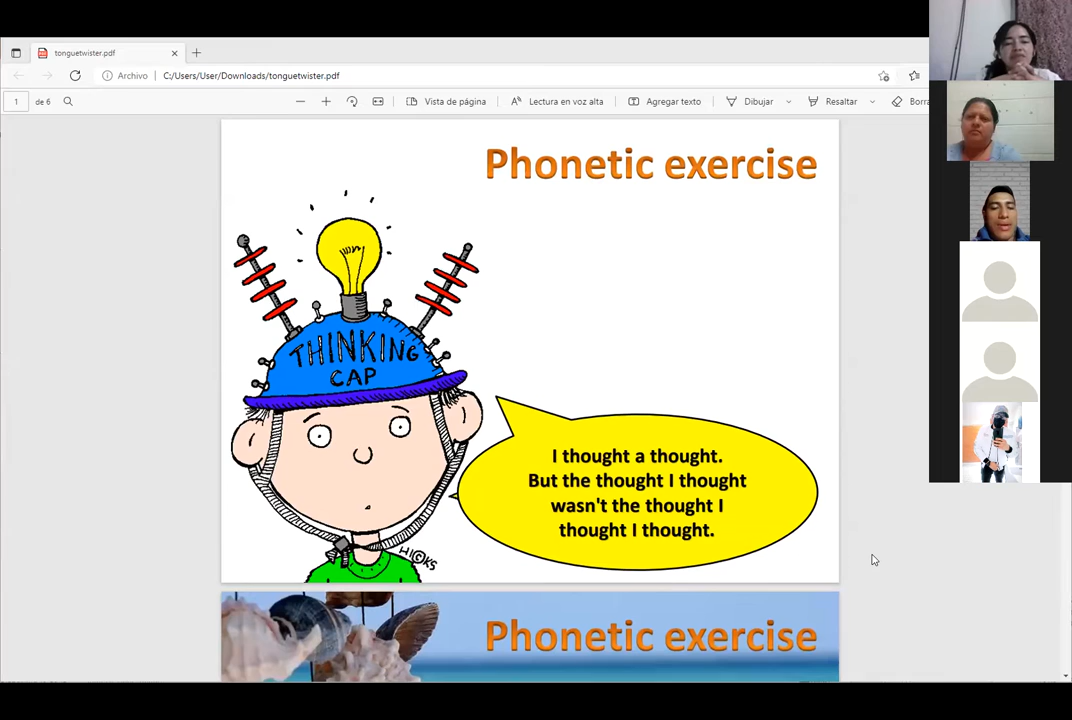 tonguetwister.pdf
Archivo
C:/Users/User/Downloads/tonguetwister.pdf
1
de 6
Vista de página
Lectura en voz alta
Agregar texto
Dibujar
Resaltar
Borra
Phonetic exercise
THINKING
CAP
I thought a thought.
But the thought I thought
wasn't the thought I
thought I thought.
HICKS
Phonetic exercise